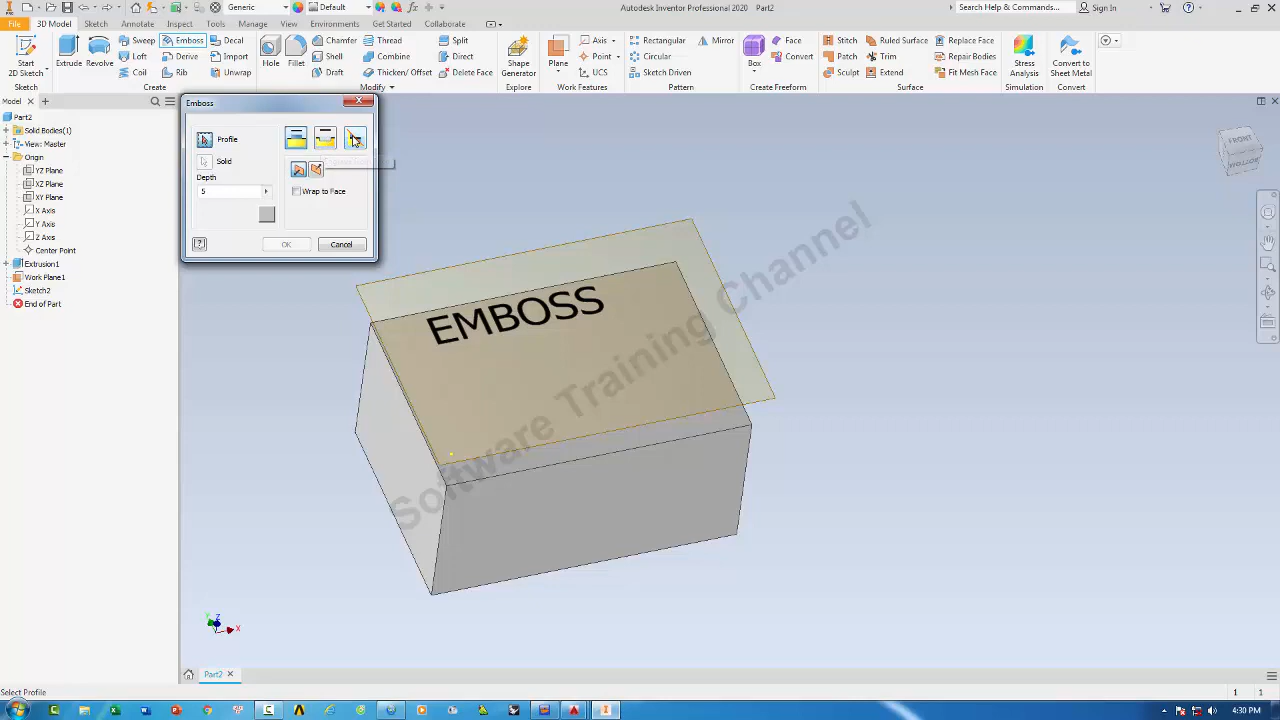 Generic
Default
Autodesk Inventor Professional 2020 Part2
Search Help & Commands...
Sign In
File
3D Model
Sketch
Annotate
Inspect
Tools
Manage
View
Environments
Get Started
Collaborate
Start
2D Sketch
Extrude
Revolve
Sweep
Emboss
Decal
Loft
Derive
Import
Coil
Rib
Unwrap
Hole
Fillet
Chamfer
Thread
Split
Shell
Combine
Direct
Draft
Thicken/ Offset
Delete Face
Shape
Generator
Plane
Axis
Point
UCS
Rectangular
Mirror
Circular
Sketch Driven
Box
Face
Convert
Stitch
Ruled Surface
Replace Face
Patch
Trim
Repair Bodies
Sculpt
Extend
Fit Mesh Face
Stress
Analysis
Convert to
Sheet Metal
Sketch
Create
Modify
Explore
Work Features
Pattern
Create Freeform
Surface
Simulation
Convert
Model
Part2
Solid Bodies(1)
View: Master
Origin
YZ Plane
XZ Plane
XY Plane
X Axis
Y Axis
Z Axis
Center Point
Extrusion1
Work Plane1
Sketch2
End of Part
Emboss
Profile
Solid
Depth
5
Wrap to Face
OK
Cancel
FRONT
EMBOSS
Software Training Channel
Z
X
Part2
Select Profile
1 1
4:30 PM